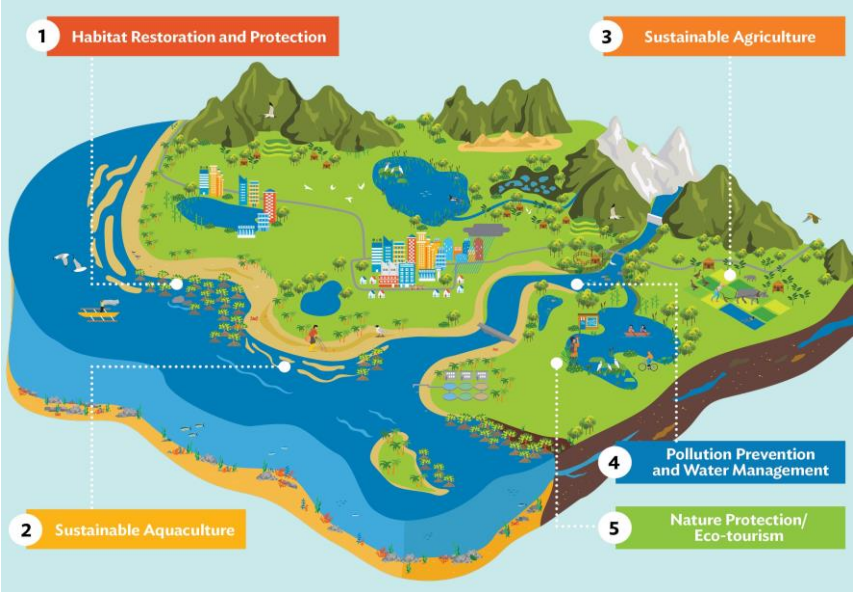 1 Habitat Restoration and Protection
3 Sustainable Agriculture
2 Sustainable Aquaculture
4 Pollution Prevention
and Water Management
5 Nature Protection/
Eco-tourism